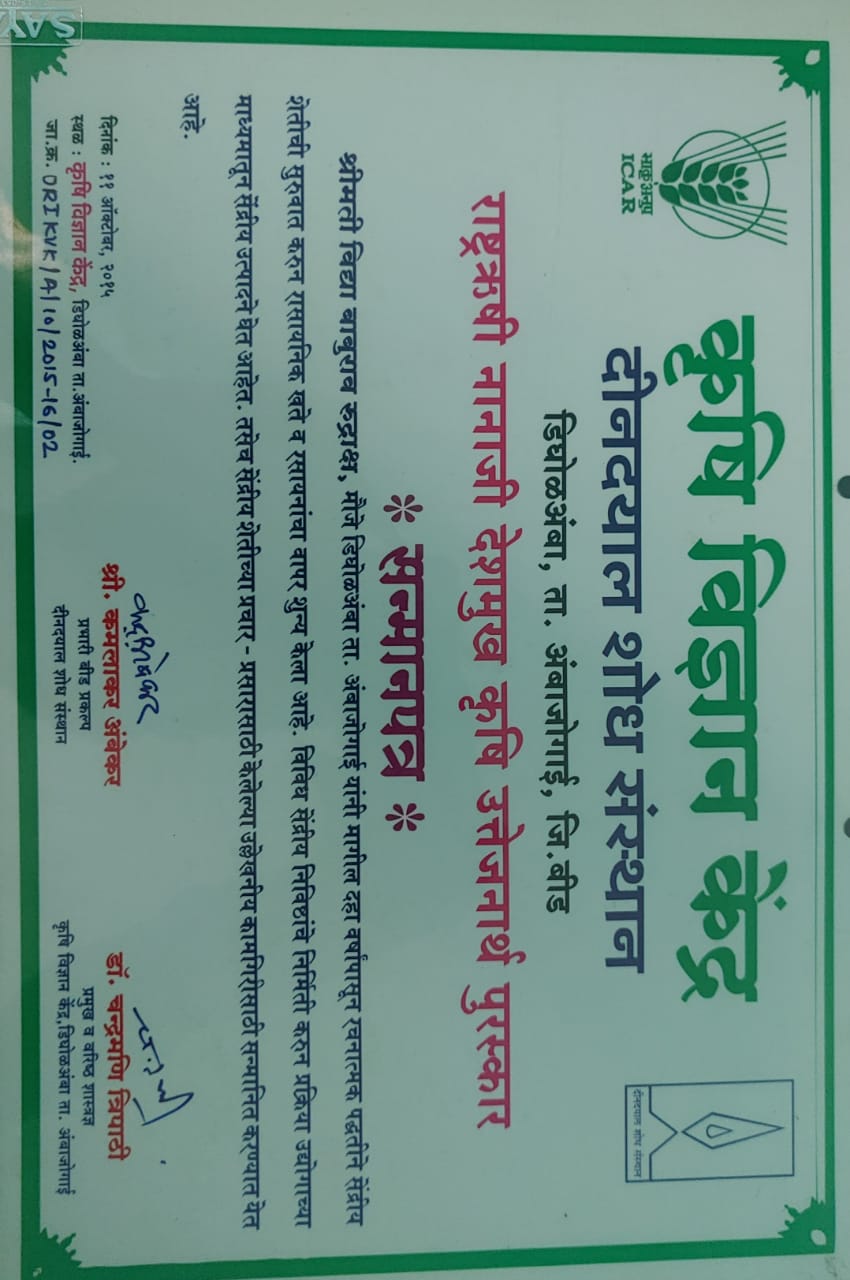 भाकृअनुप
ICAR
कृषि विज्ञान केंद्र
दीनदयाल शोध संस्थान
दीनदयाल शोध संस्थान
डिघोळअंबा, ता. अंबाजोगाई, जि.बीड
राष्ट्रऋषी नानाजी देशमुख कृषि उत्तेजनार्थ पुरस्कार
* सन्मानपत्र *
श्रीमती विद्या बाबुराव रुद्राक्ष, मौजे डिघोळअंबा ता. अंबाजोगाई यांनी मागील दहा वर्षांपासुन रचनात्मक पद्धतीने सेंद्रीय
शेतीची सुरुवात करुन रासायनिक खते व रसायनांचा वापर शुन्य केला आहे. विविध सेंद्रीय निविष्ठांचे निर्मिती करुन प्रक्रिया उद्योगाच्या
माध्यमातून सेंद्रीय उत्पादने घेत आहेत. तसेच सेंद्रीय शेतीच्या प्रचार - प्रसारासाठी केलेल्या उल्लेखनीय कामगिरीसाठी सन्मानित करण्यात येत
आहे.
दिनांक : ११ ऑक्टोबर, २०१५
स्थळ : कृषि विज्ञान केंद्र, डिघोळअंबा ता.अंबाजोगाई.
जा.क्र. DRI KVK/A/10/2015-16/02
श्री. कमलाकर अंबेकर
प्रभारी बीड प्रकल्प
दीनदयाल शोध संस्थान
डॉ. चन्द्रमणि त्रिपाठी
प्रमुख व वरिष्ठ शास्त्रज्ञ
कृषि विज्ञान केंद्र,डिघोळअंबा ता. अंबाजोगाई
SAY